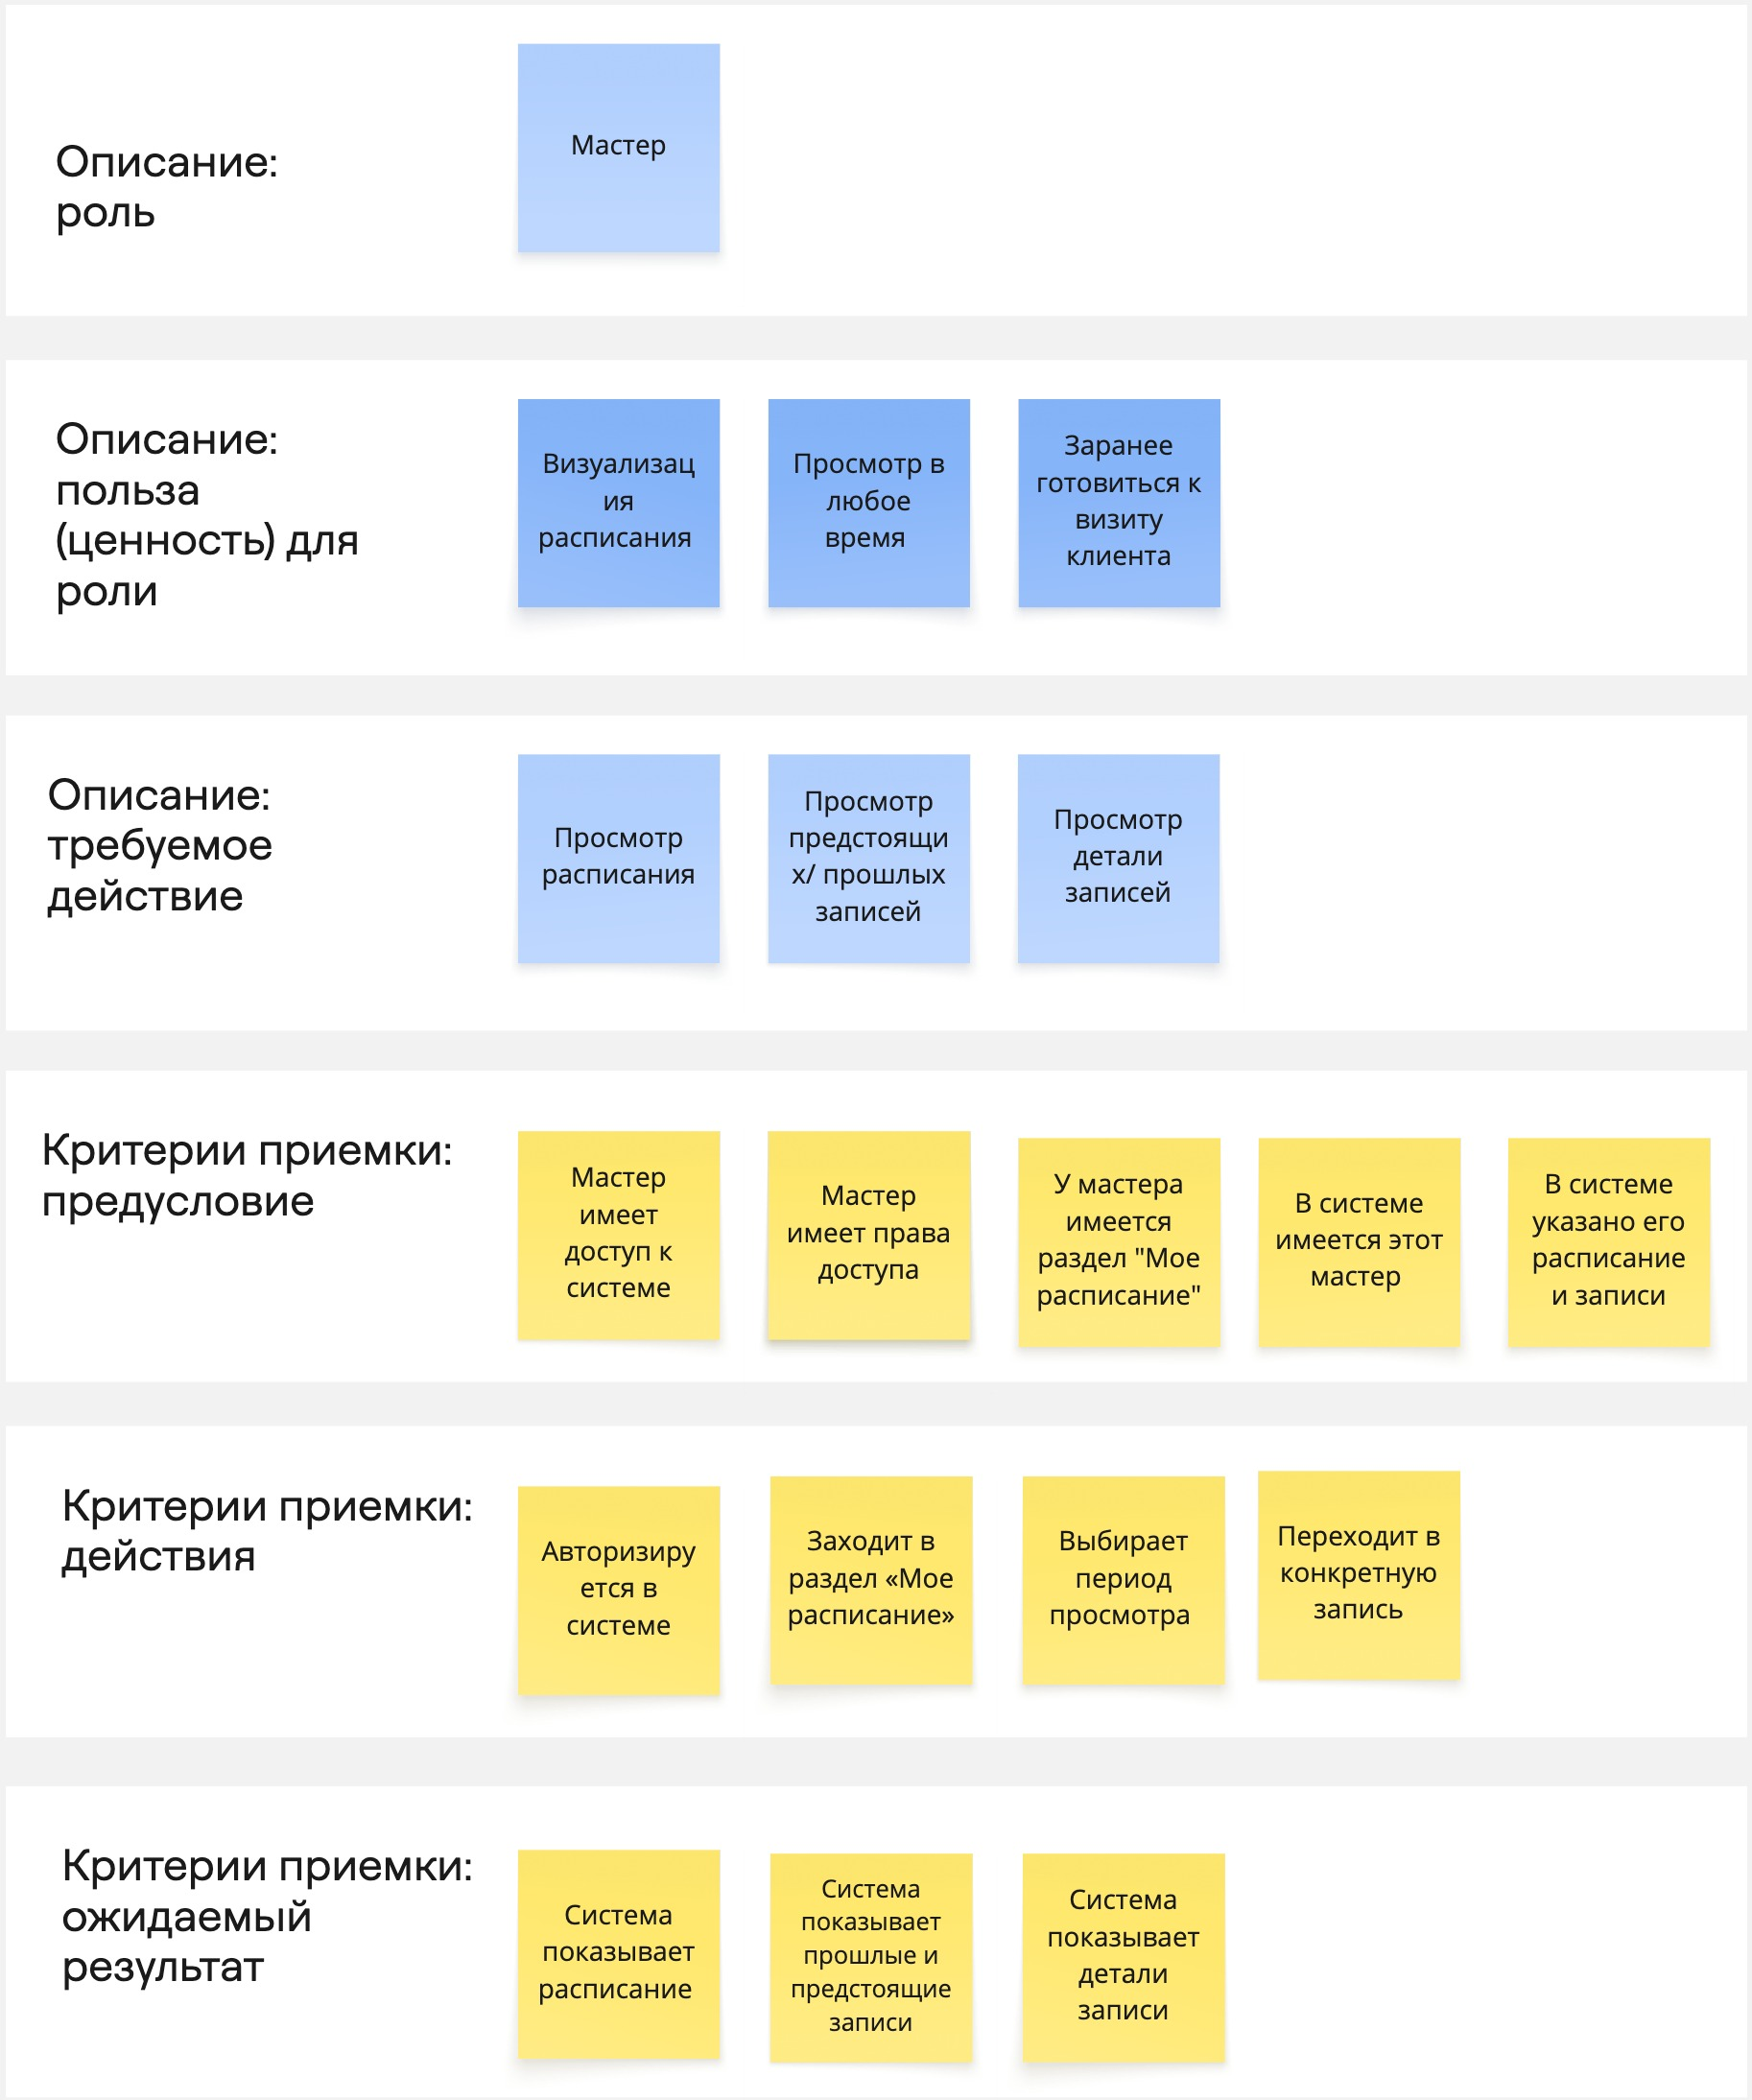 Описание:
роль
Мастер
Описание:
польза
(ценность) для
роли
Визуализац
ия
расписания
Просмотр в
любое
время
Заранее
готовиться к
визиту
клиента
Описание:
требуемое
действие
Просмотр
расписания
Просмотр
предстоящи
х/ прошлых
записей
Просмотр
детали
записей
Критерии приемки:
предусловие
Мастер
имеет
доступ к
системе
Мастер
имеет права
доступа
У мастера
имеется
раздел "Мое
расписание"
В системе
имеется этот
мастер
В системе
указано его
расписание
и записи
Критерии приемки:
действия
Авторизиру
ется в
системе
Заходит в
раздел «Мое
расписание»
Выбирает
период
просмотра
Переходит в
конкретную
запись
Критерии приемки:
ожидаемый
результат
Система
показывает
расписание
Система
показывает
прошлые и
предстоящие
записи
Система
показывает
детали
записи